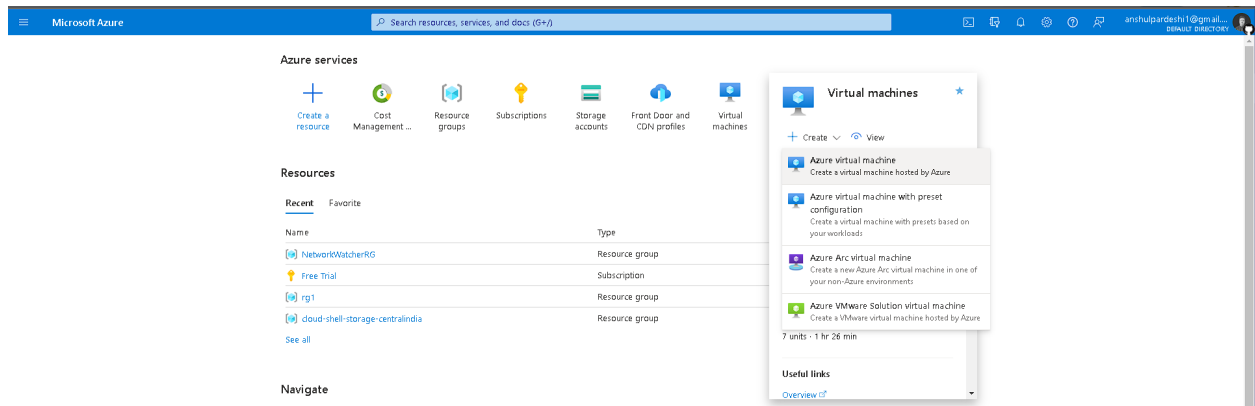 Microsoft Azure
Search resources, services, and docs (G+/)
anshulpardeshi1@gmail....
DEFAULT DIRECTORY
Azure services
Create a resource
Cost Management ...
Resource groups
Subscriptions
Storage accounts
Front Door and CDN profiles
Virtual machines
Virtual machines
Create
View
Azure virtual machine
Create a virtual machine hosted by Azure
Azure virtual machine with preset
configuration
Create a virtual machine with presets based on
your workloads
Azure Arc virtual machine
Create a new Azure Arc virtual machine in one of
your non-Azure environments
Azure VMware Solution virtual machine
Create a VMware virtual machine hosted by Azure
7 units · 1 hr 26 min
Useful links
Overview
Resources
Recent Favorite
Name Type
NetworkWatcherRG Resource group
Free Trial Subscription
rg1 Resource group
cloud-shell-storage-centralindia Resource group
See all
Navigate